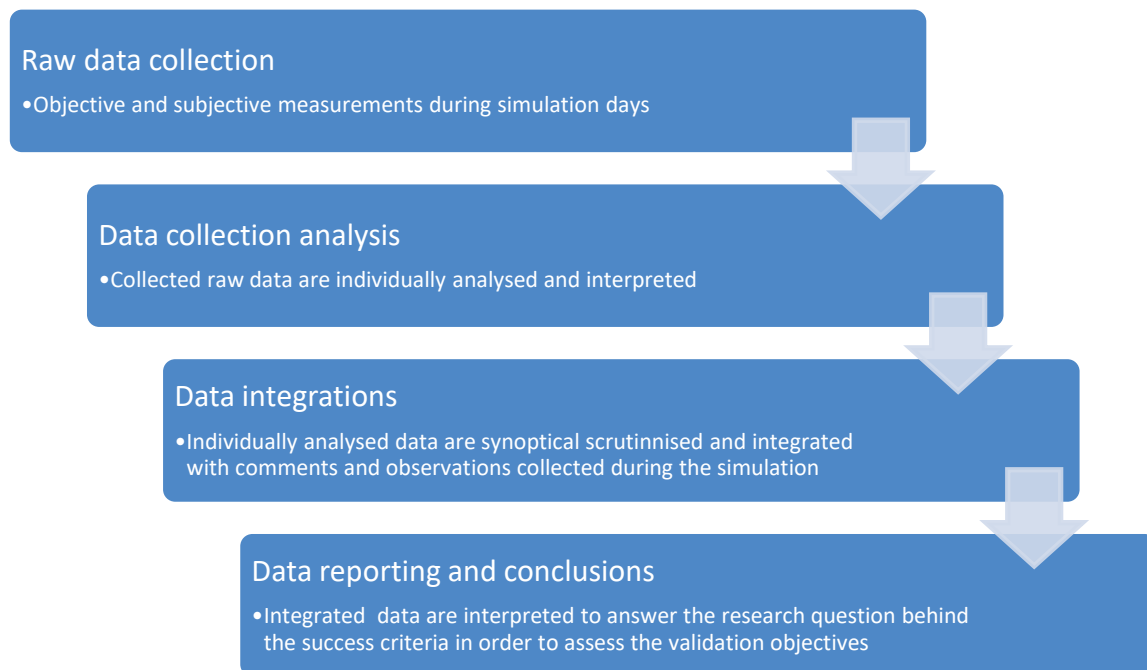 Raw data collection
•Objective and subjective measurements during simulation days
Data collection analysis
•Collected raw data are individually analysed and interpreted
Data integrations
•Individually analysed data are synoptical scrutinnised and integrated
with comments and observations collected during the simulation
Data reporting and conclusions
•Integrated  data are interpreted to answer the research question behind
the success criteria in order to assess the validation objectives